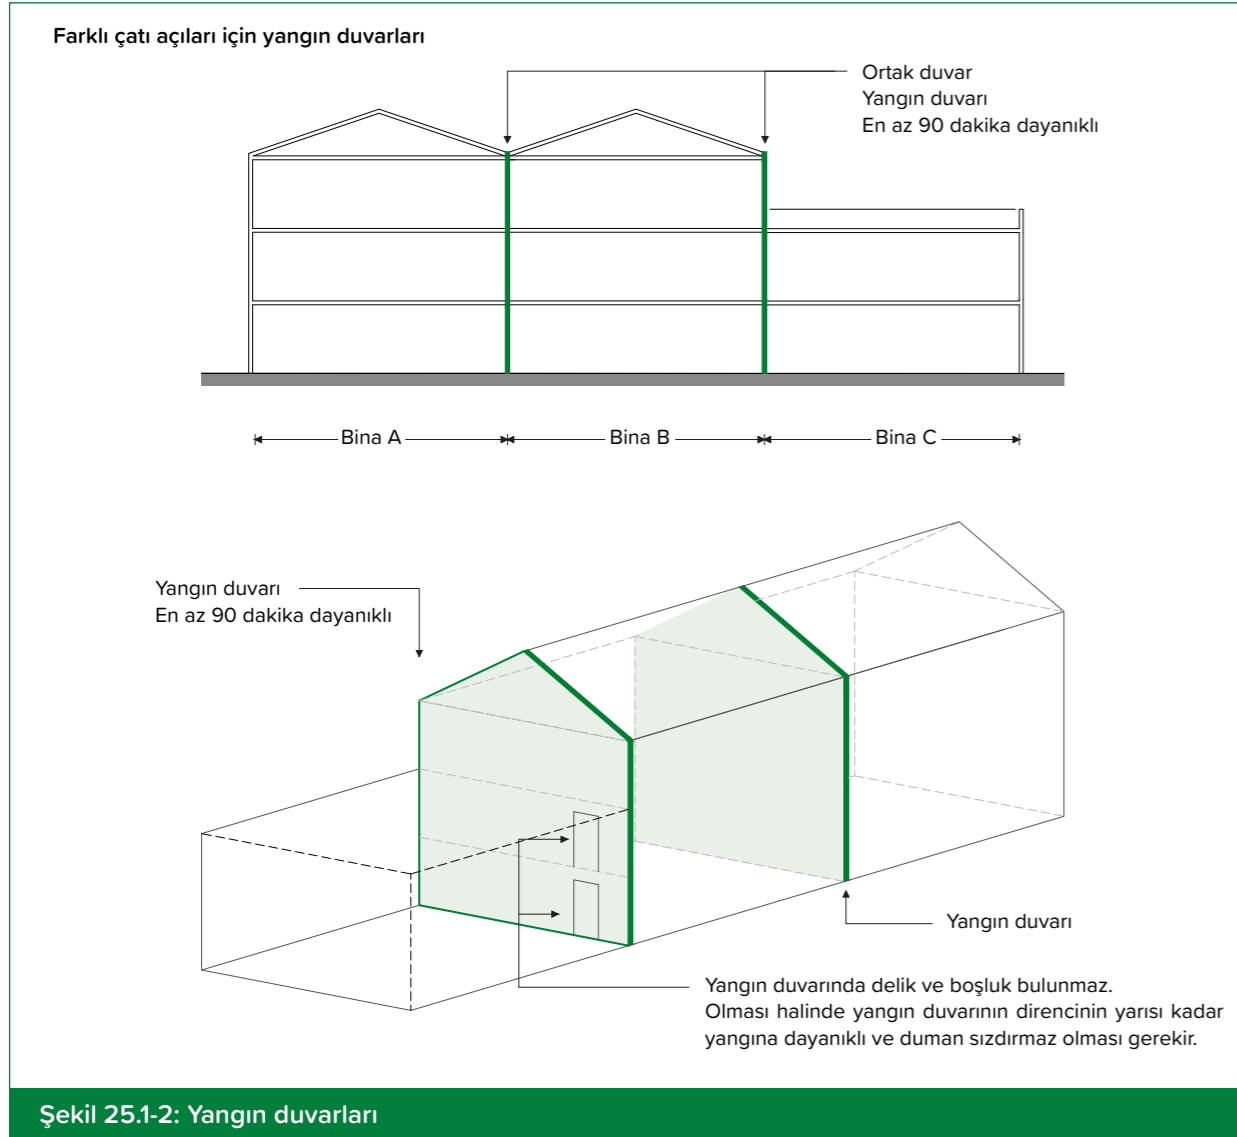 Farklı çatı açıları için yangın duvarları
Ortak duvar
Yangın duvarı
En az 90 dakika dayanıklı
Bina A
Bina B
Bina C
Yangın duvarı
En az 90 dakika dayanıklı
Yangın duvarı
Yangın duvarında delik ve boşluk bulunmaz.
Olması halinde yangın duvarının direncinin yarısı kadar
yangına dayanıklı ve duman sızdırmaz olması gerekir.
Şekil 25.1-2: Yangın duvarları